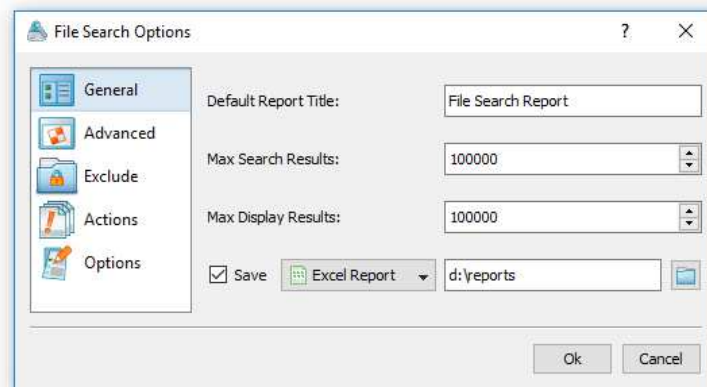 File Search Options
General
Advanced
Exclude
Actions
Options
Default Report Title: File Search Report
Max Search Results: 100000
Max Display Results: 100000
Save Excel Report d:\reports
Ok Cancel